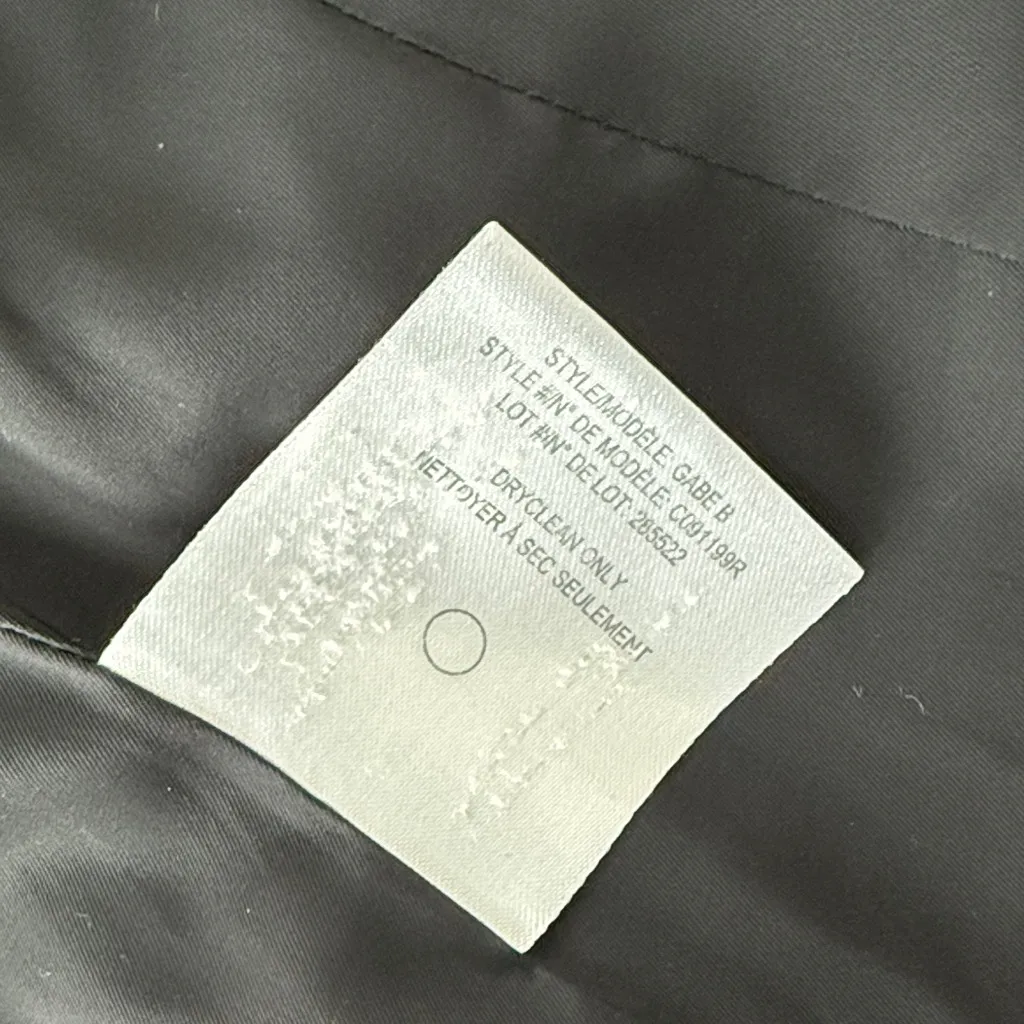 STYLE/MODÈLE: GABE B
STYLE #/N° DE MODÈLE: C091199R
LOT #/N° DE LOT: 285522
DRYCLEAN ONLY
NETTOYER À SEC SEULEMENT